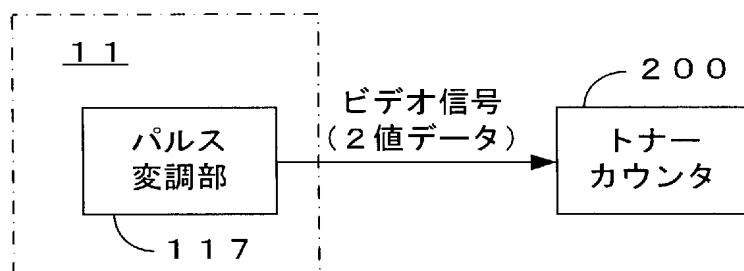 １１
２００
ビデオ信号
（２値データ）
パルス
変調部
トナー
カウンタ
１１７